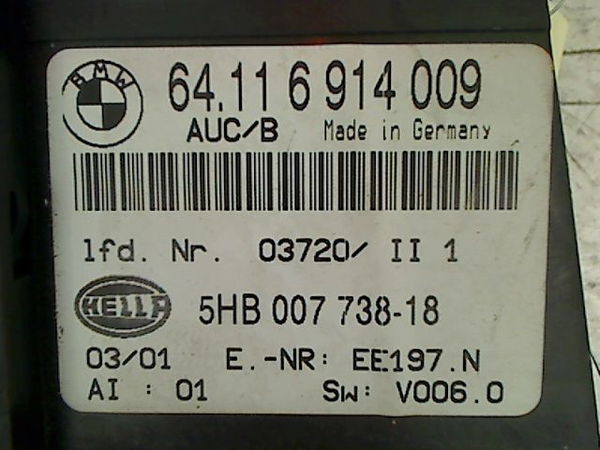 BMW
64.11 6 914 009
AUC/B Made in Germany
lfd. Nr. 03720/ II 1
HELLA
5HB 007 738-18
03/01 E.-NR: EE197.N
AI : 01 SW: V006.0